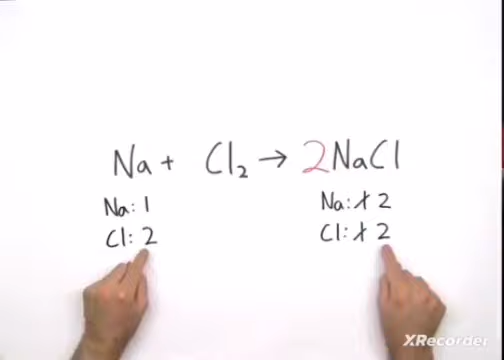 Na + Cl₂ → 2NaCl
Na: 1
Cl: 2
Na: 1 2
Cl: 1 2
XRecorder